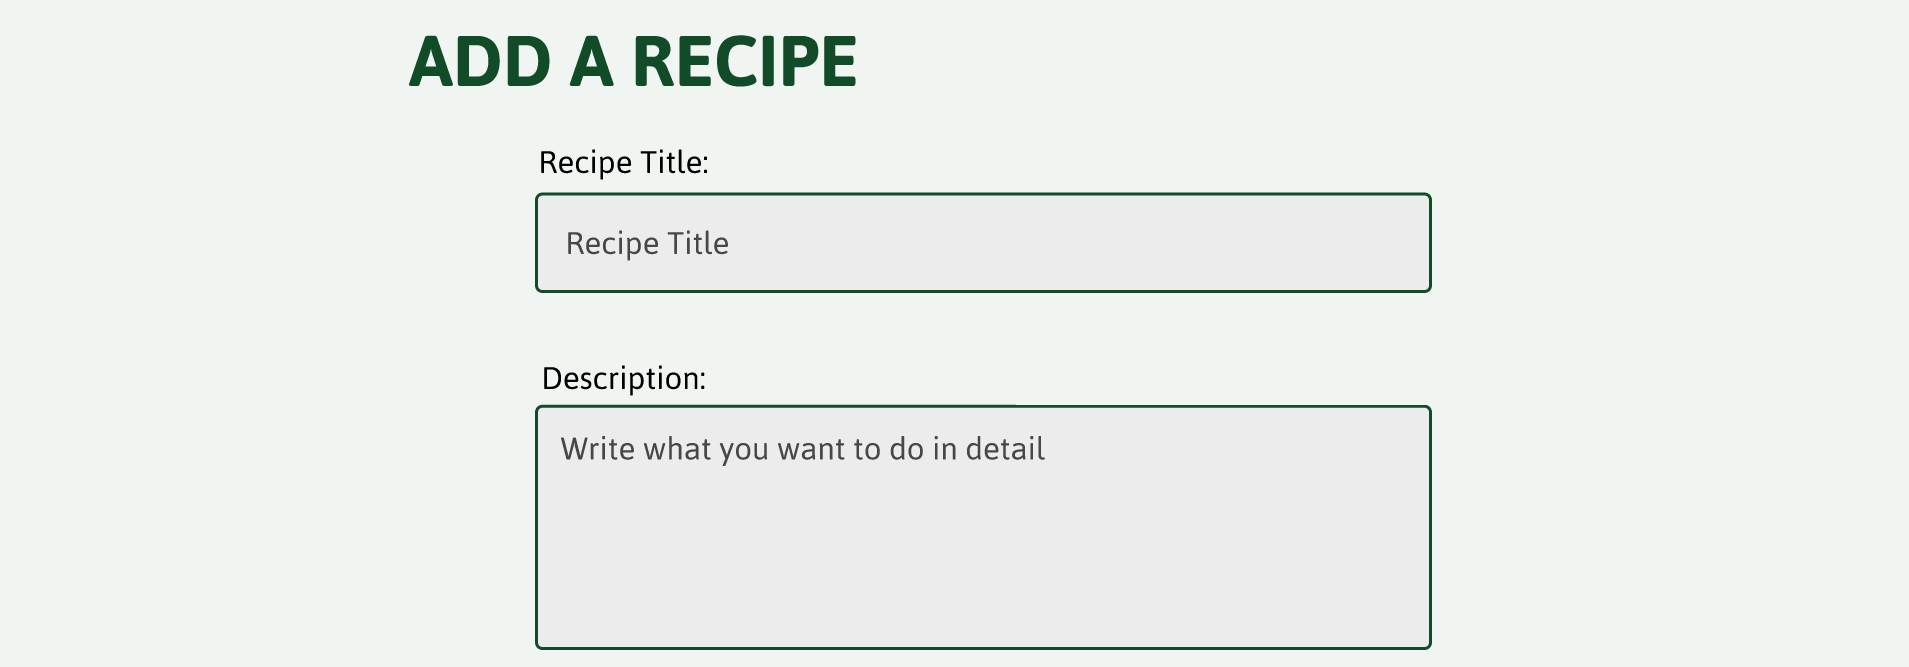 ADD A RECIPE
Recipe Title:
Recipe Title
Description:
Write what you want to do in detail